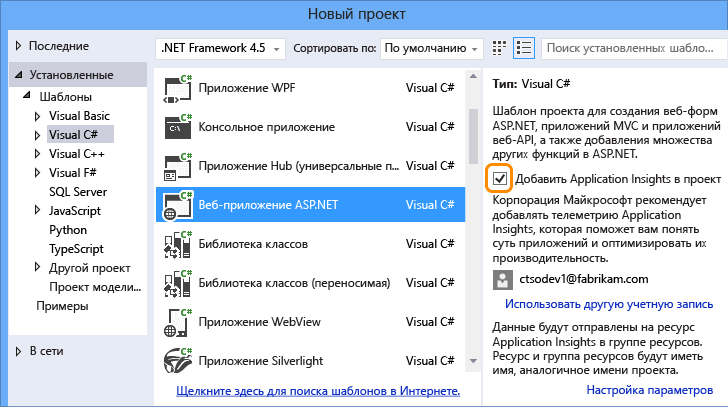 Новый проект
Последние
Установленные
Шаблоны
Visual Basic
Visual C#
Visual C++
Visual F#
SQL Server
JavaScript
Python
TypeScript
Другой проект
Проект модели...
Примеры
В сети
.NET Framework 4.5
Сортировать по:
По умолчанию
Поиск установленных шабло...
C#
Приложение WPF
Visual C#
C#
C:\
Консольное приложение
Visual C#
C#
Приложение Hub (универсальные п...
Visual C#
C#
Веб-приложение ASP.NET
Visual C#
C#
Библиотека классов
Visual C#
C#
Библиотека классов (переносимая)
Visual C#
C#
Приложение WebView
Visual C#
C#
Приложение Silverlight
Visual C#
Щелкните здесь для поиска шаблонов в Интернете.
Тип: Visual C#
Шаблон проекта для создания веб-форм
ASP.NET, приложений MVC и приложений
веб-API, а также добавления множества
других функций в ASP.NET.
Добавить Application Insights в проект
Корпорация Майкрософт рекомендует
добавлять телеметрию Application
Insights, которая поможет вам понять
суть приложений и оптимизировать их
производительность.
ctsodev1@fabrikam.com
Использовать другую учетную запись
Данные будут отправлены на ресурс
Application Insights в группе ресурсов.
Ресурс и группа ресурсов будут иметь
имя, аналогичное имени проекта.
Настройка параметров